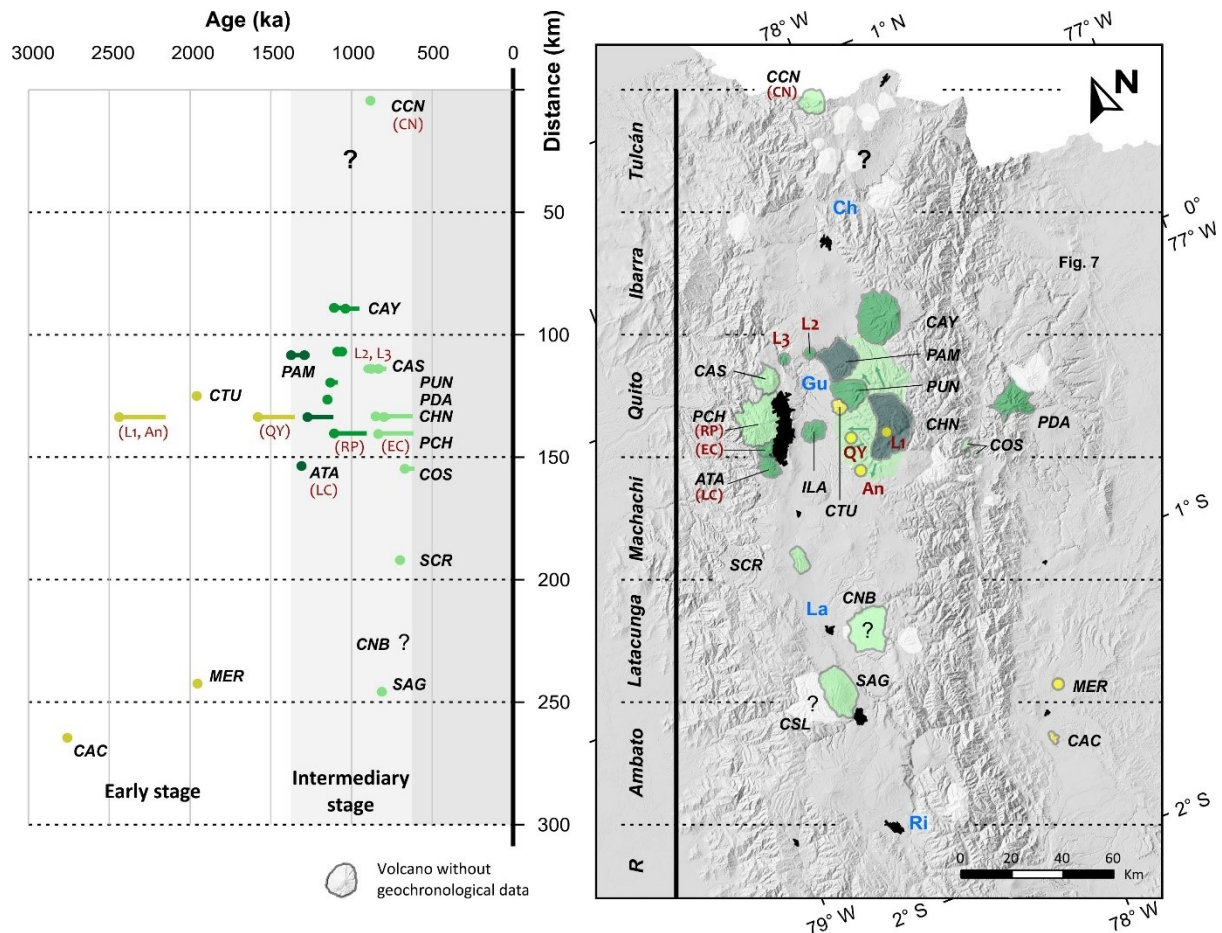 Age (ka)
3000
2000
1500
1000
500
0
Distance (km)
CCN
(CN)
?
50
CAY
100
L2, L3
PAM
CAS
PUN
CTU
PDA
CHN
(L1, An)
(QY)
(RP)
(EC)
PCH
150
ATA
(LC)
COS
SCR
200
CNB ?
MER
SAG
250
CAC
Early stage
Intermediary
stage
300
Volcano without
geochronological data
78° W
1° N
77° W
CCN
(CN)
N
Tulcán
?
Ch
0°
77° W
Fig. 7
Ibarra
L3
L2
CAY
CAS
PAM
Gu
PUN
Quito
PCH
(RP)
(EC)
CHN
PDA
L1
QY
COS
ATA
(LC)
ILA
An
CTU
Machachi
1° S
SCR
La
CNB
?
Latacunga
SAG
MER
?
CSL
CAC
Ambato
2° S
Ri
R
0
20
40
60
Km
79° W
2° S
78° W